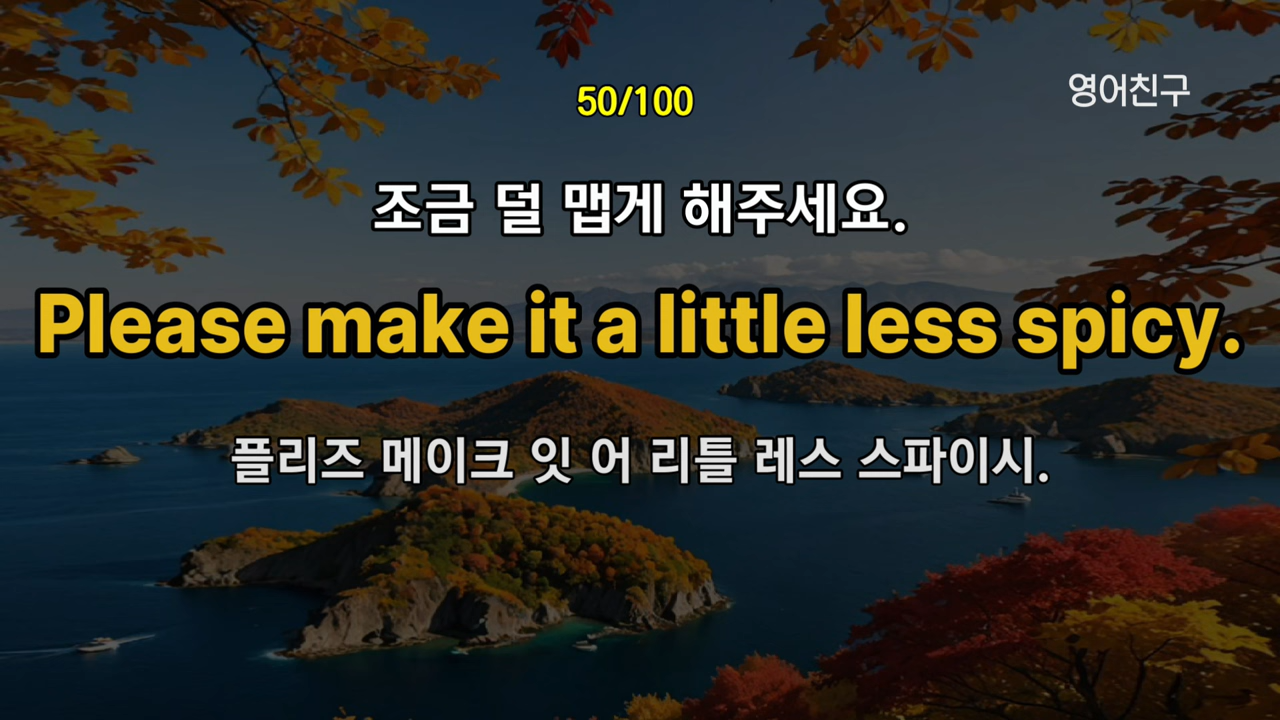 50/100
영어친구
조금 덜 맵게 해주세요.
Please make it a little less spicy.
플리즈 메이크 잇 어 리틀 레스 스파이시.